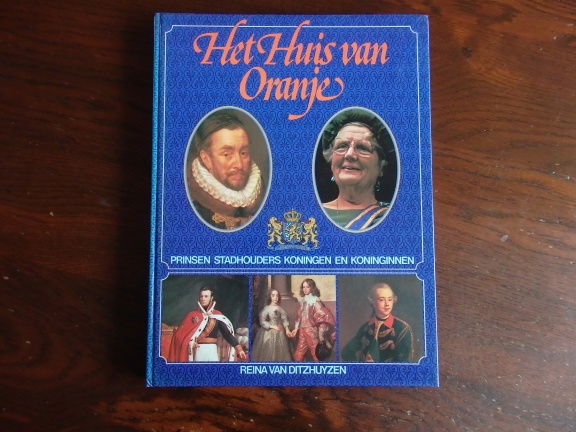 Het Huis van
Oranje
PRINSEN STADHOUDERS KONINGEN EN KONINGINNEN
REINA VAN DITZHUYZEN